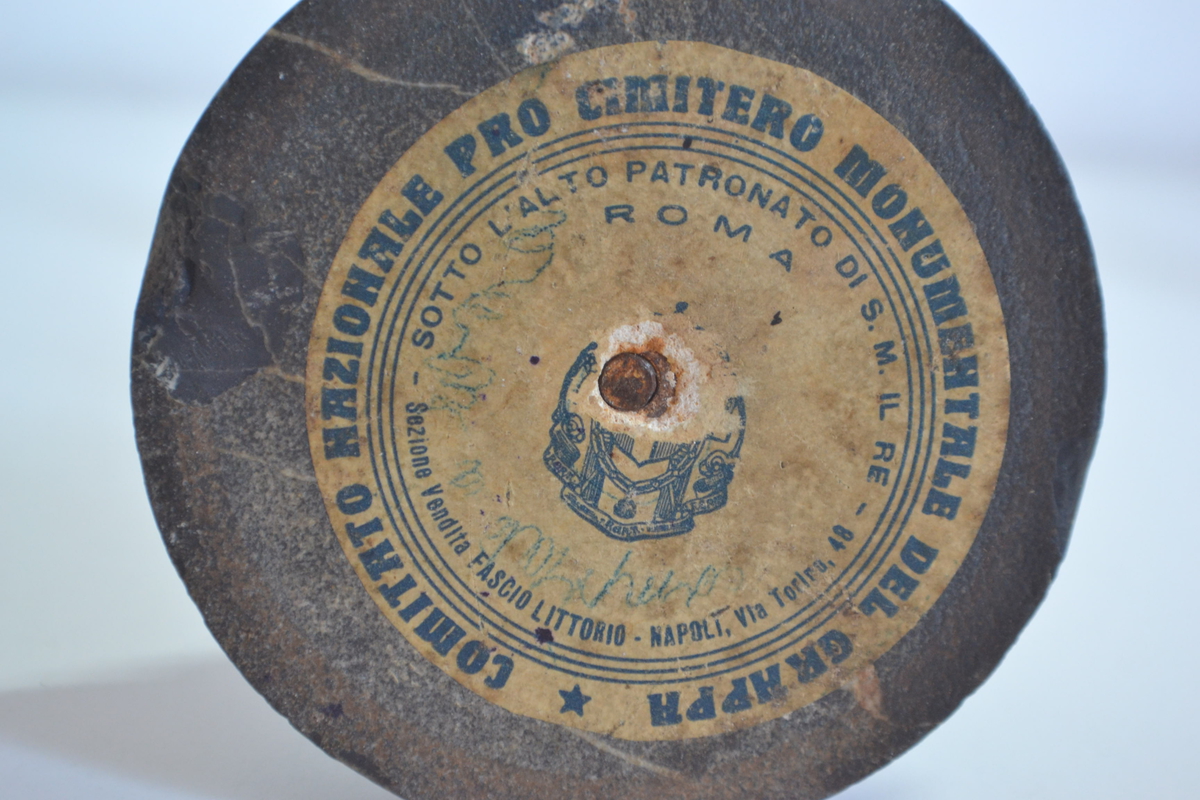 COMITATO NAZIONALE PRO CIMITERO MONUMENTALE DEL GRAPPA ★
- SOTTO L'ALTO PATRONATO DI S. M. IL RE -
ROMA
Sezione Vendita FASCIO LITTORIO - NAPOLI, Via Torino, 48